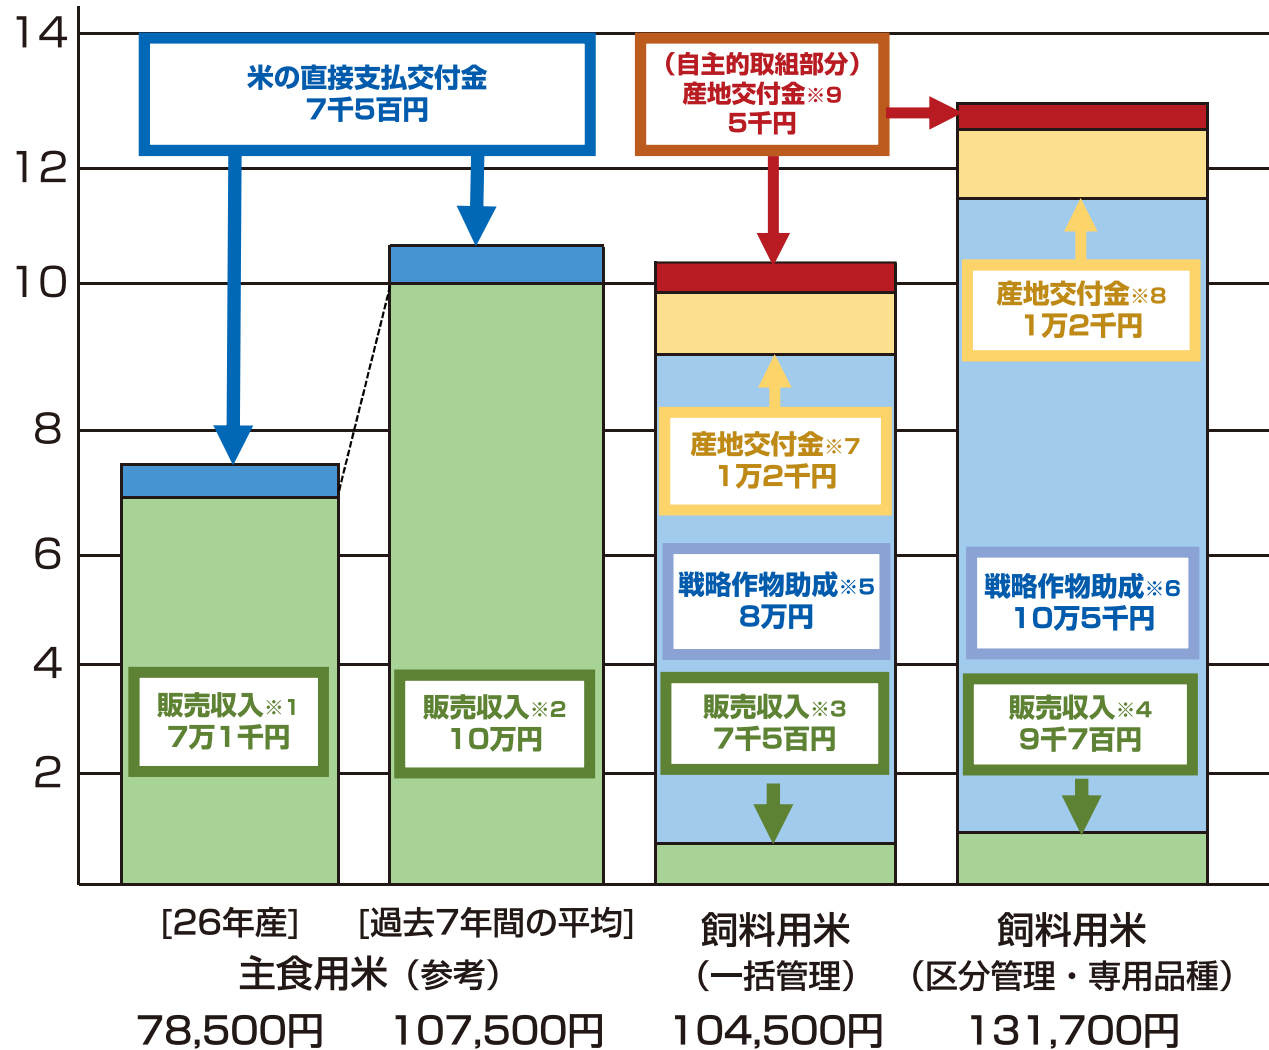 14
12
10
8
6
4
2
米の直接支払交付金
7千5百円
（自主的取組部分）
産地交付金※9
5千円
産地交付金※8
1万2千円
産地交付金※7
1万2千円
戦略作物助成※5
8万円
戦略作物助成※6
10万5千円
販売収入※1
7万1千円
販売収入※2
10万円
販売収入※3
7千5百円
販売収入※4
9千7百円
[26年産]
[過去7年間の平均]
主食用米（参考）
飼料用米
（一括管理）
飼料用米
（区分管理・専用品種）
78,500円
107,500円
104,500円
131,700円